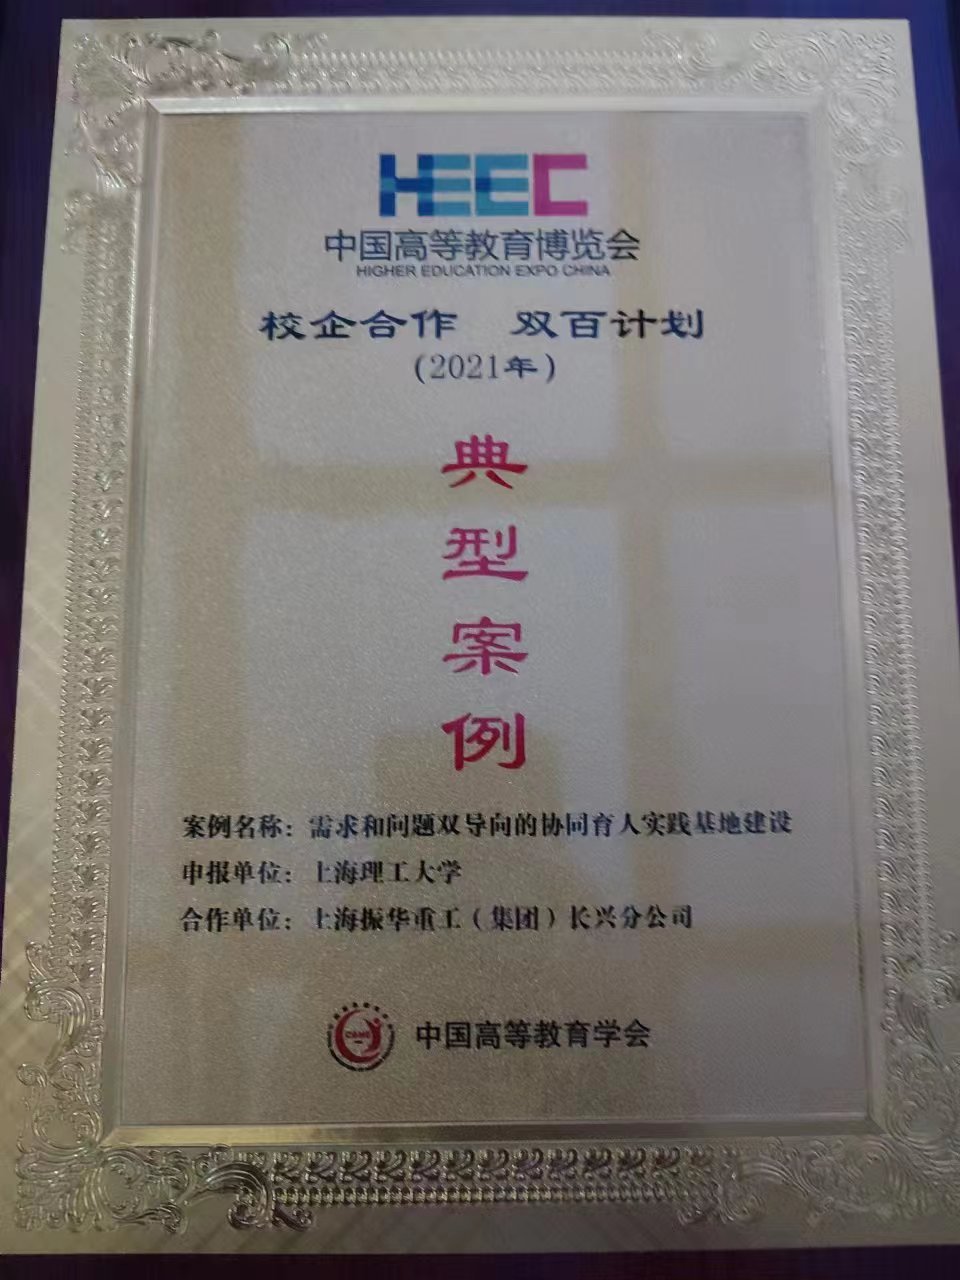 HEEC
中国高等教育博览会
HIGHER EDUCATION EXPO CHINA
校企合作 双百计划
(2021年)
典
型
案
例
案例名称：需求和问题双导向的协同育人实践基地建设
申报单位：上海理工大学
合作单位：上海振华重工（集团）长兴分公司
中国高等教育学会